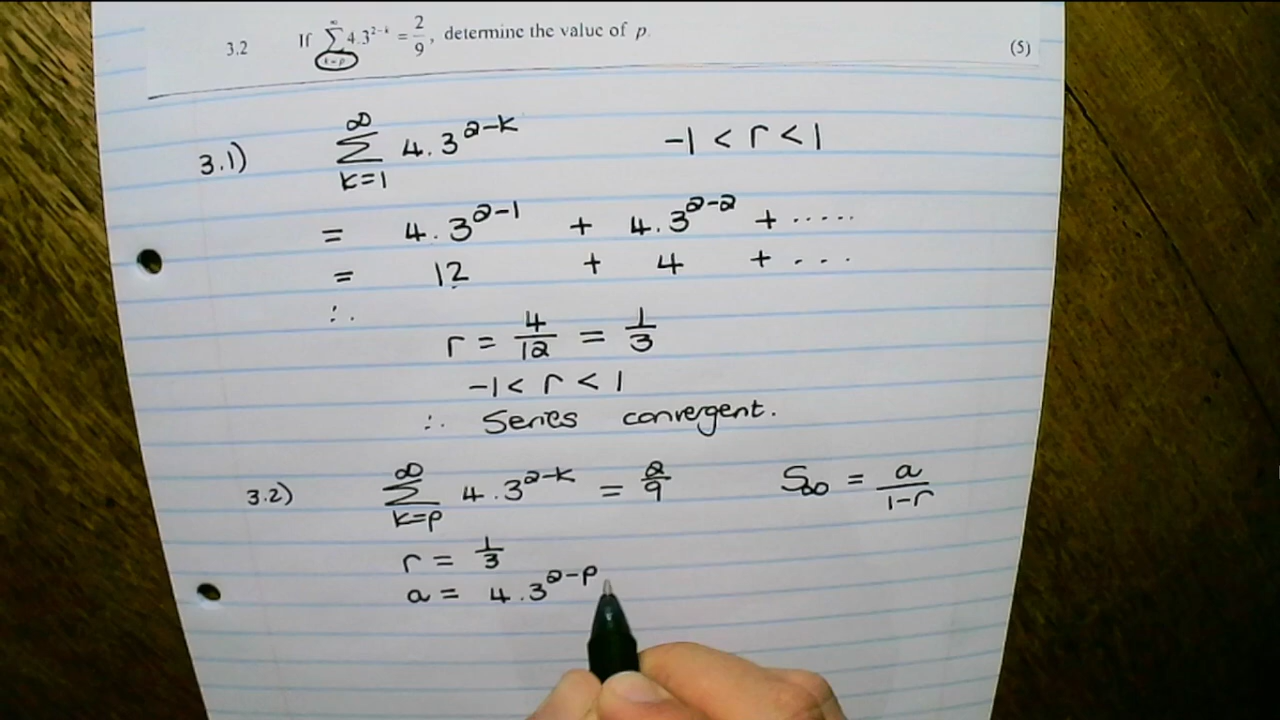 3.2 If ∞ Σ k=p 4.3^{2-k} = 2/9, determine the value of p. (5)
3.1) ∞ Σ k=1 4.3^{2-k} -1 < r < 1
= 4.3^{2-1} + 4.3^{2-2} + .....
= 12 + 4 + ...
∴ r = 4/12 = 1/3
-1 < r < 1
∴ Series convergent.
3.2) ∞ Σ k=p 4.3^{2-k} = 2/9 S∞ = a/1-r
r = 1/3
a = 4.3^{2-p}